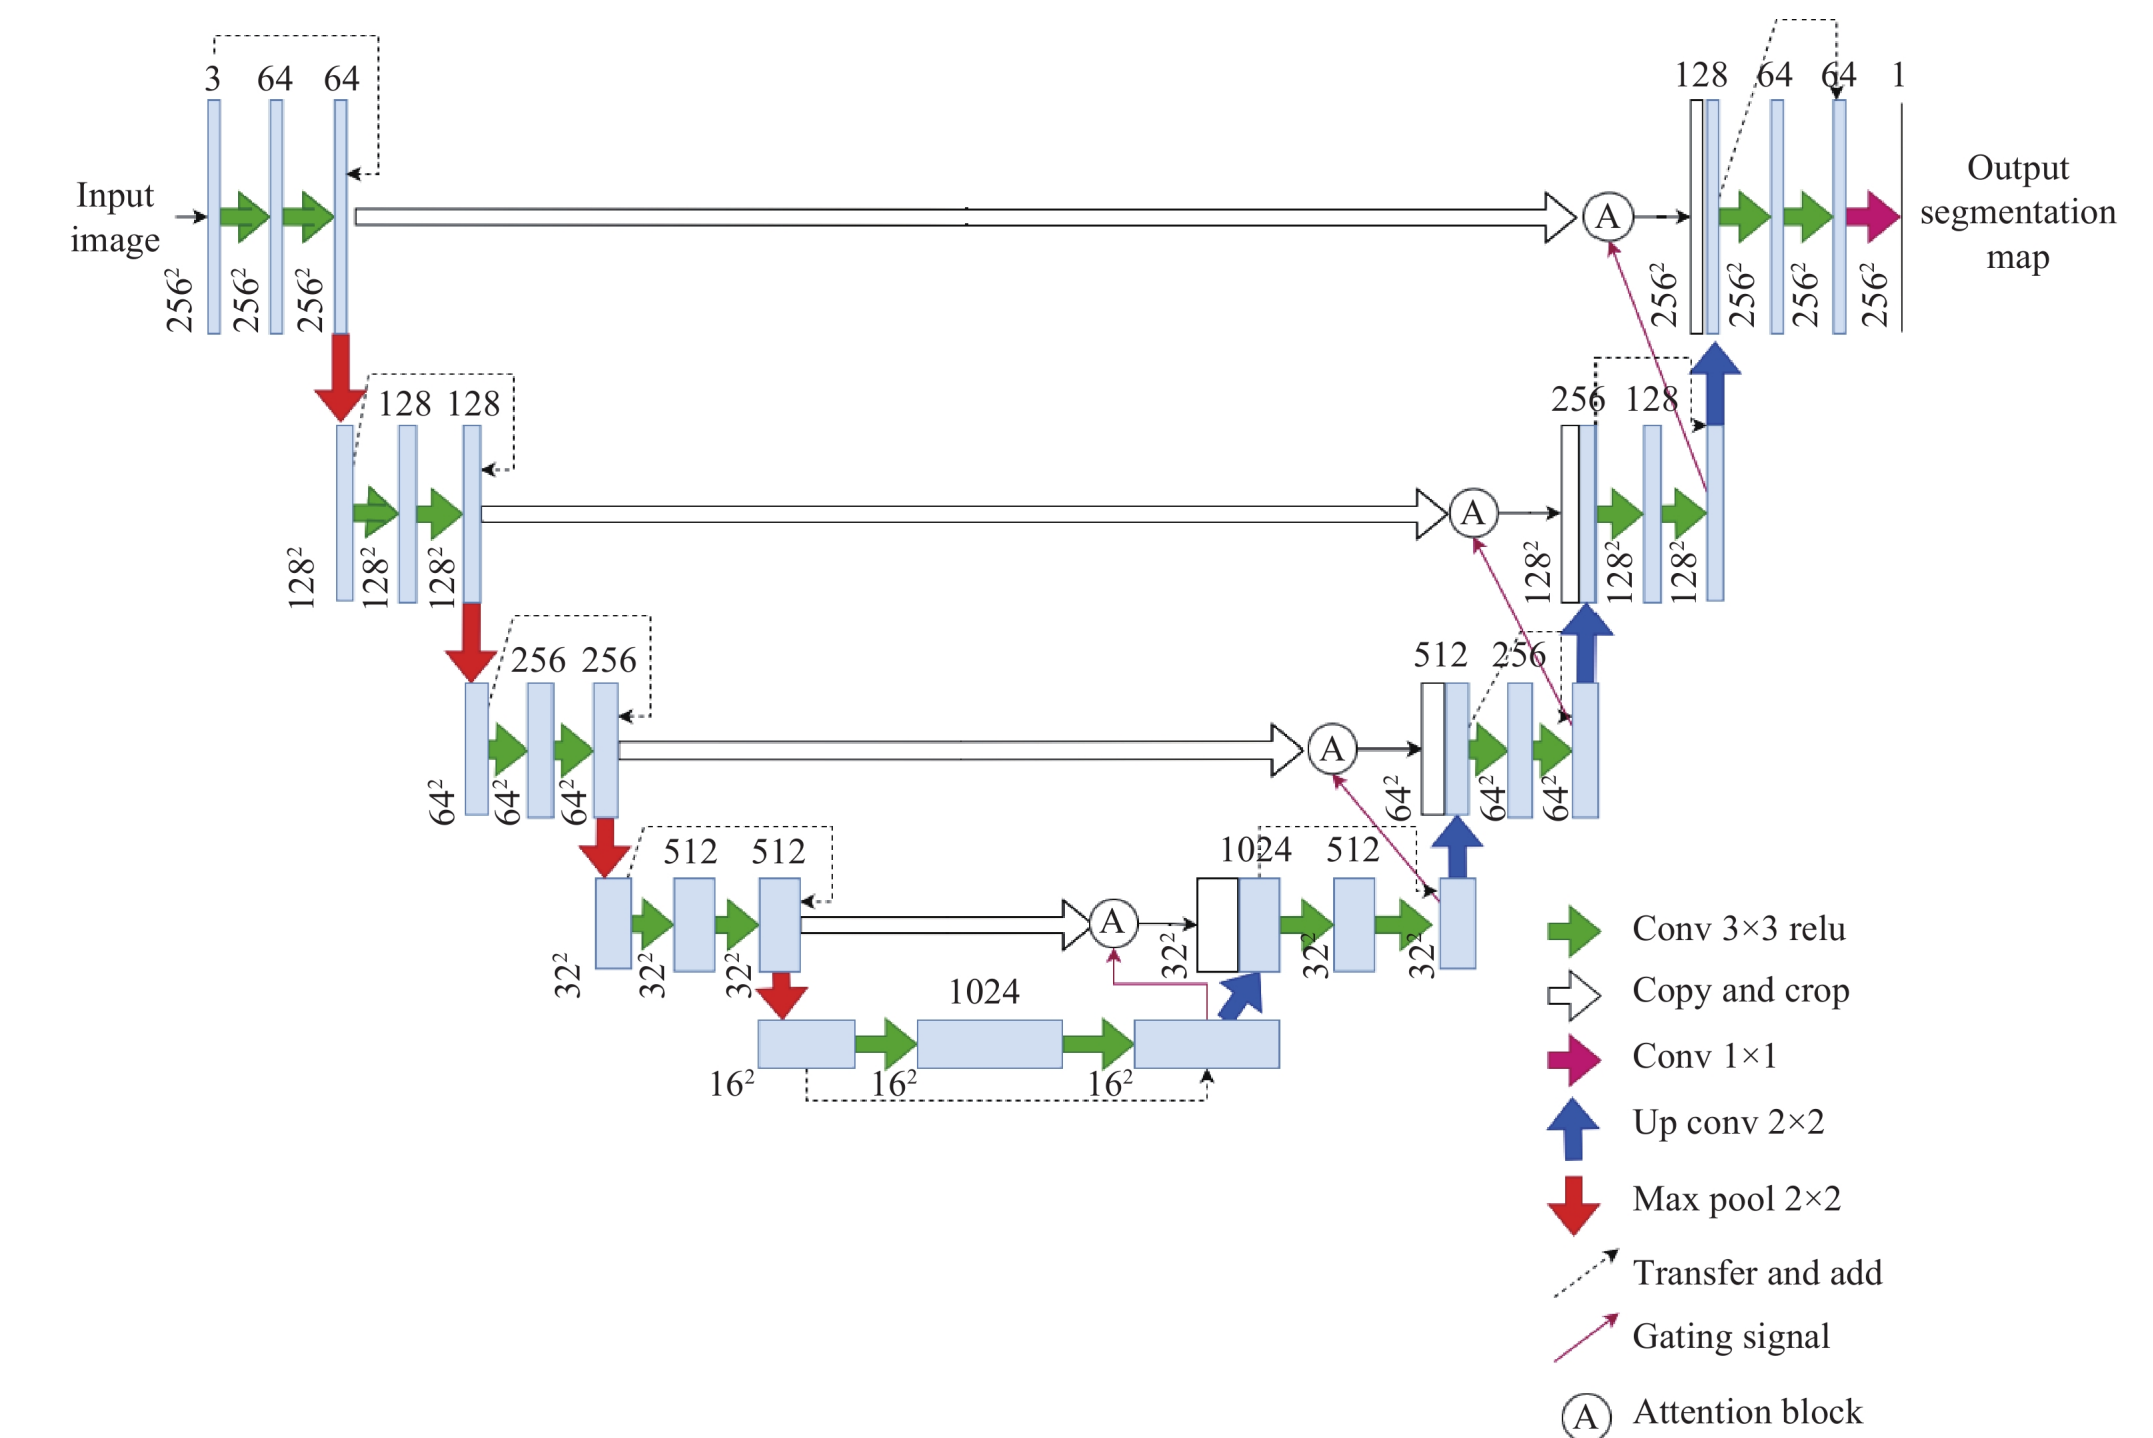 3 64 64
128 64 64 1
Input
image
Output
segmentation
map
256² 256² 256²
256² 256² 256² 256²
128 128
256 128
128² 128² 128²
128² 128² 128²
256 256
512 256
64² 64² 64²
64² 64² 64²
512 512
1024 512
32² 32² 32²
32² 32² 32²
1024
16² 16² 16²
A
A
A
A
Conv 3×3 relu
Copy and crop
Conv 1×1
Up conv 2×2
Max pool 2×2
Transfer and add
Gating signal
A Attention block